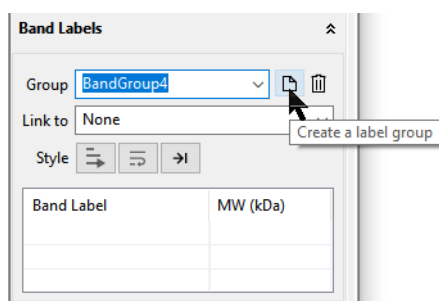 Band Labels
Group BandGroup4
Link to None
Create a label group
Style
Band Label MW (kDa)